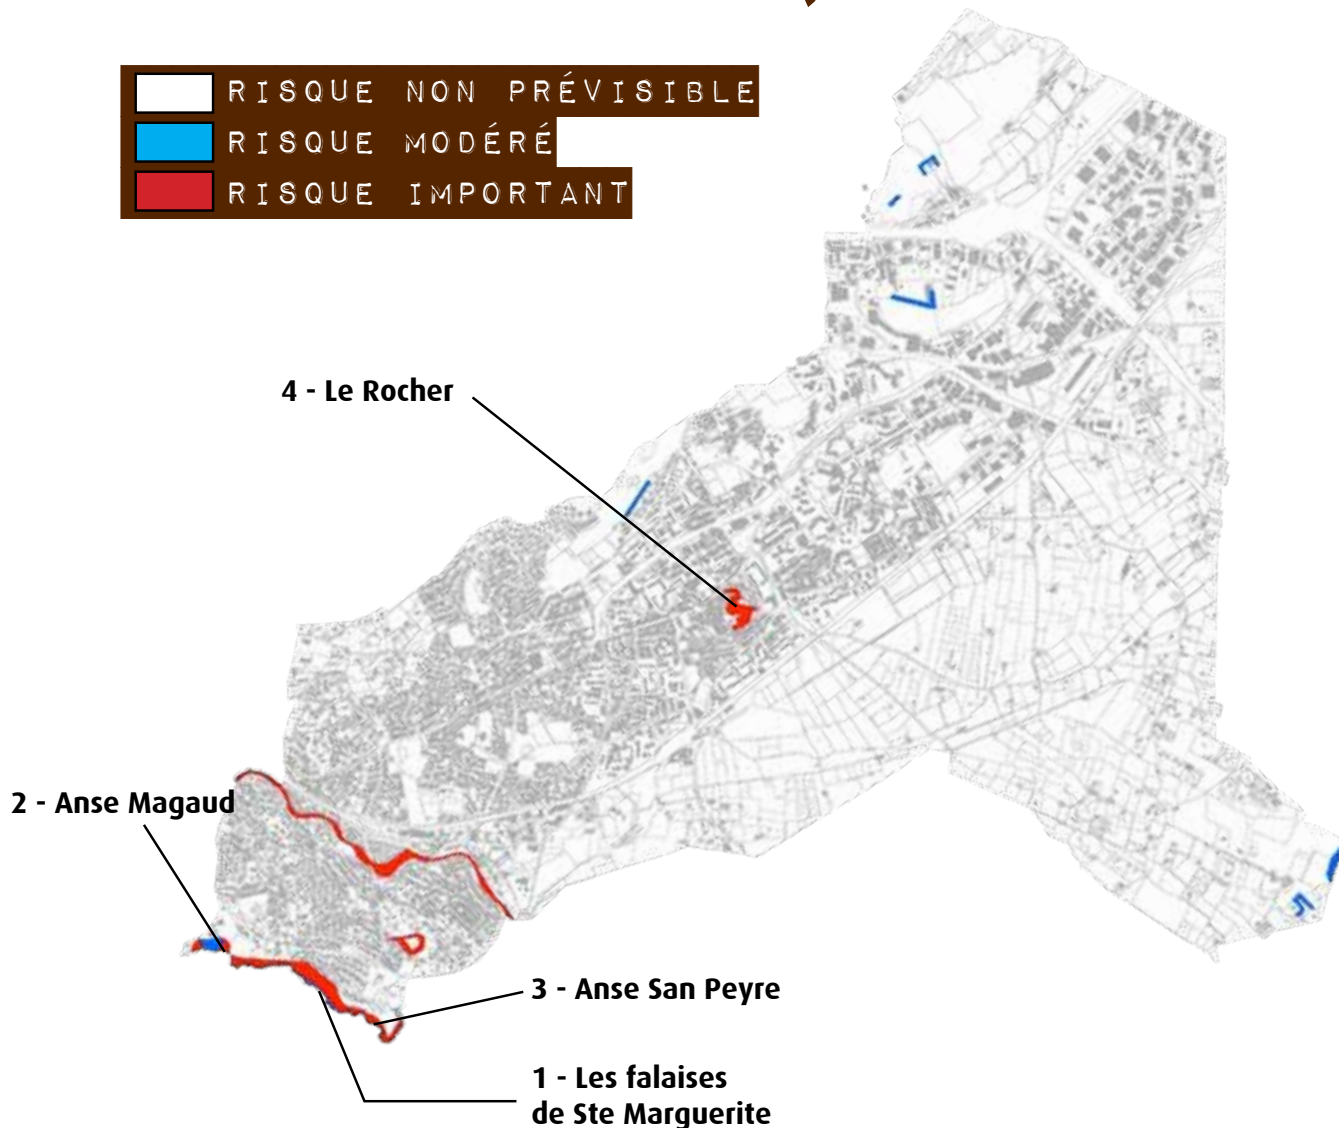 RISQUE NON PRÉVISIBLE
RISQUE MODÉRÉ
RISQUE IMPORTANT
4 - Le Rocher
2 - Anse Magaud
3 - Anse San Peyre
1 - Les falaises
de Ste Marguerite